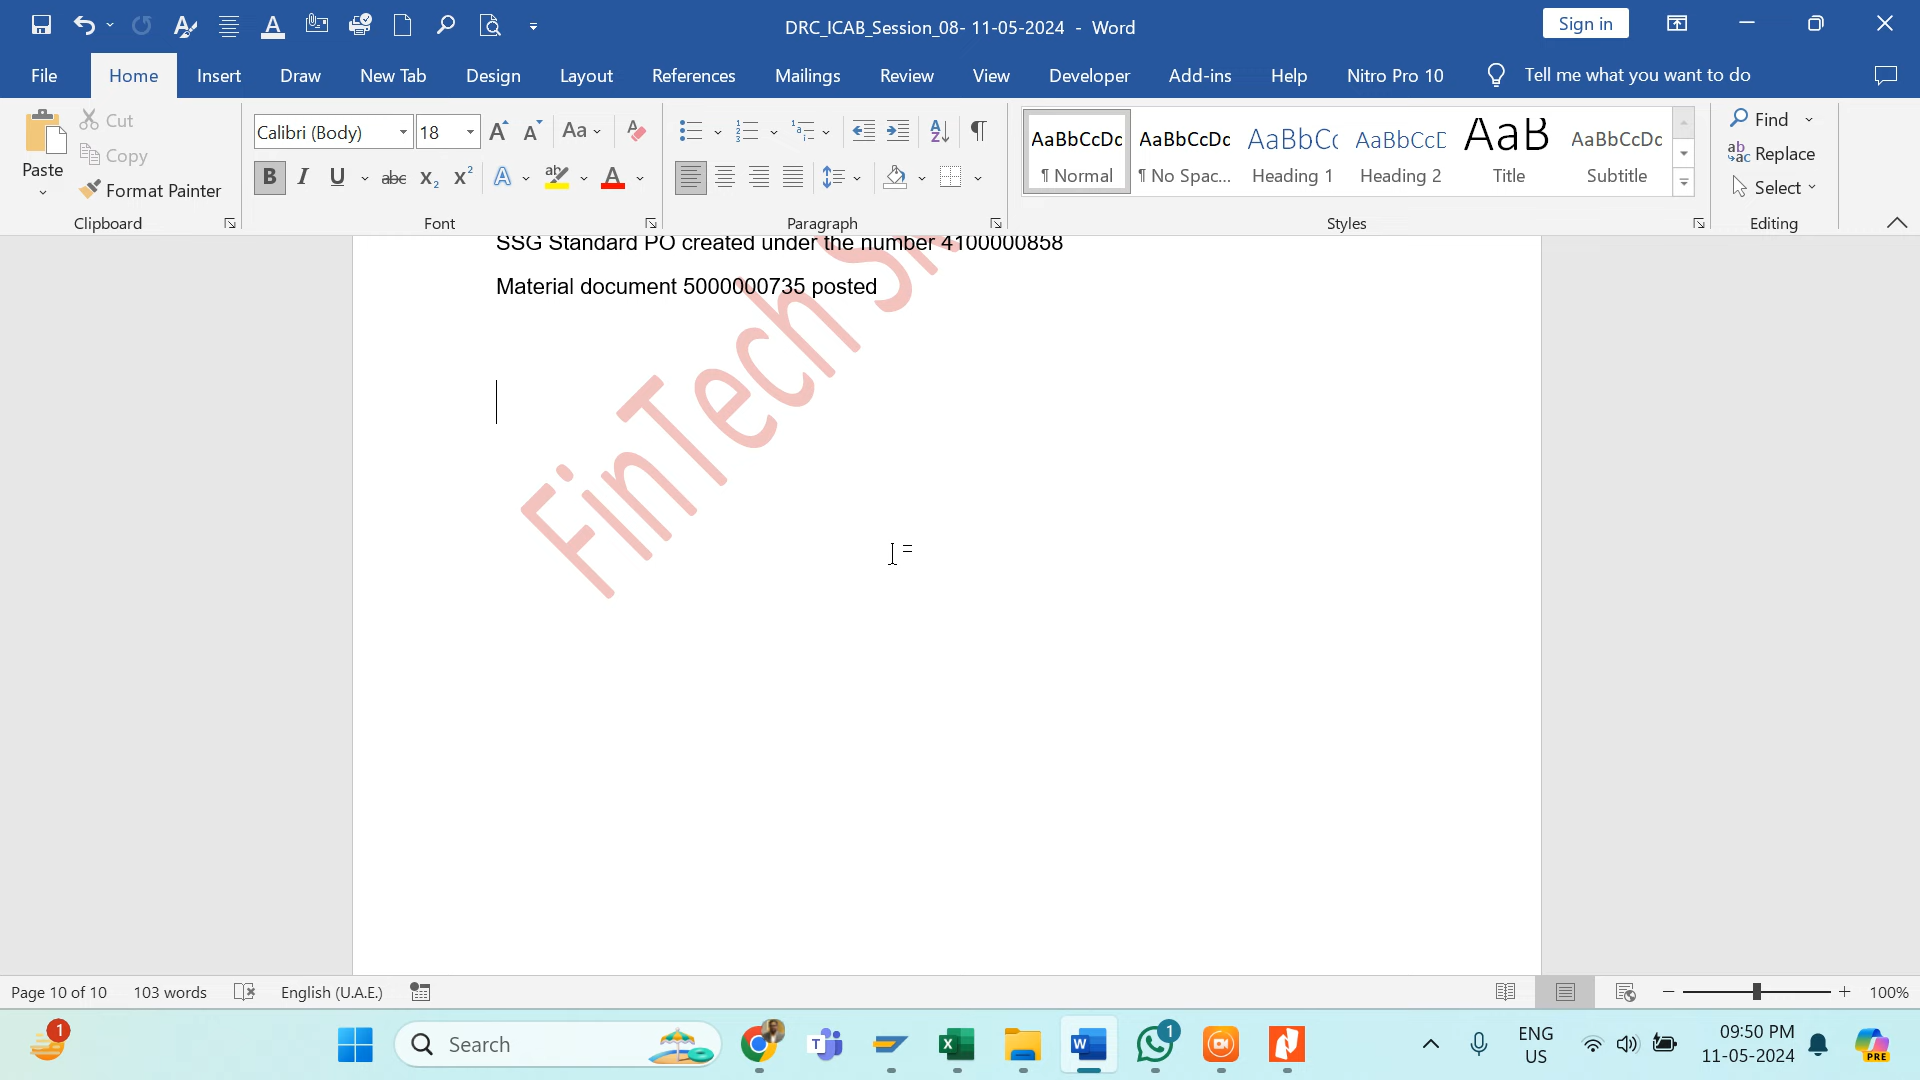 DRC_ICAB_Session_08- 11-05-2024 - Word
Sign in
File Home Insert Draw New Tab Design Layout References Mailings Review View Developer Add-ins Help Nitro Pro 10 Tell me what you want to do
Paste
Cut
Copy
Format Painter
Clipboard
Calibri (Body) 18
Font
Paragraph
AaBbCcDc AaBbCcDc AaBbCc AaBbCcD AaB AaBbCcDc
¶ Normal ¶ No Spac... Heading 1 Heading 2 Title Subtitle
Styles
Find
Replace
Select
Editing
SSG Standard PO created under the number 4100000858
Material document 5000000735 posted
FinTech
Page 10 of 10 103 words English (U.A.E.) 100%
1
Search
1
ENG
US
09:50 PM
11-05-2024
PRE